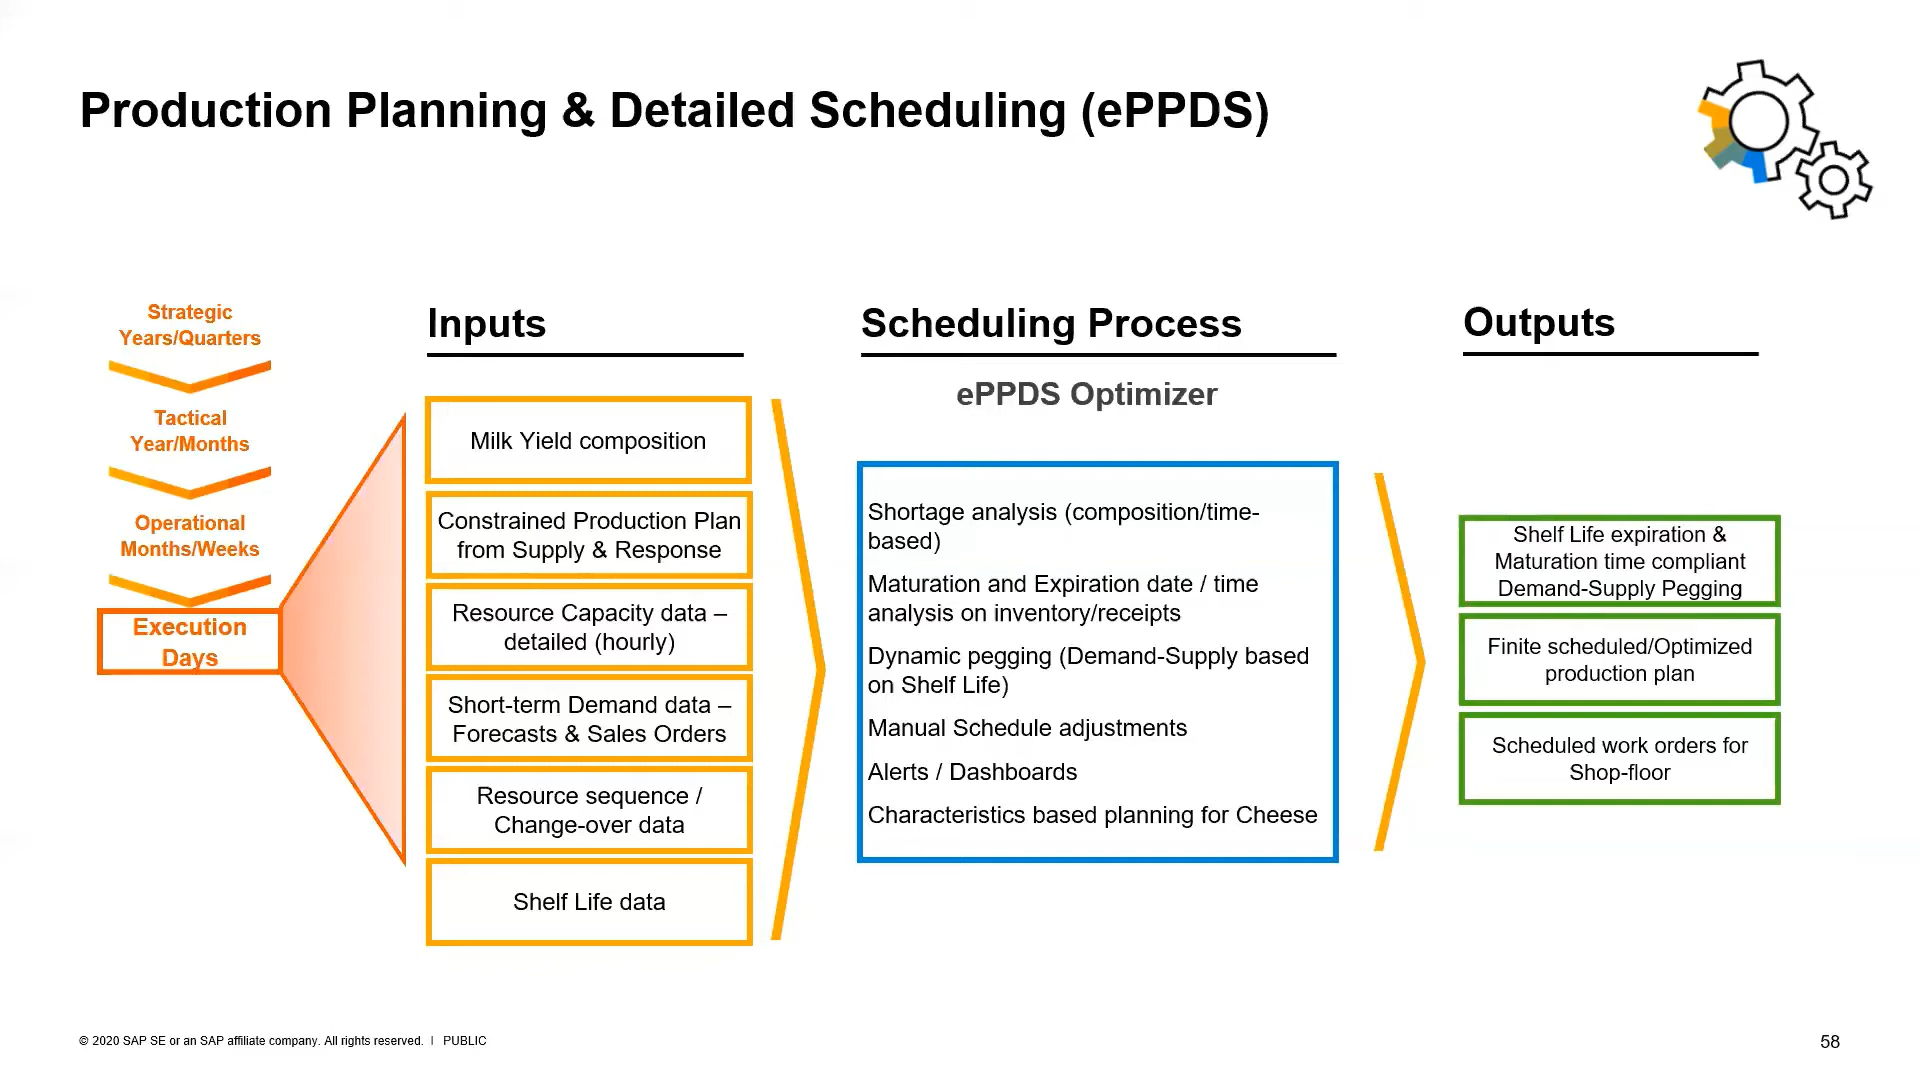 Production Planning & Detailed Scheduling (ePPDS)
Strategic
Years/Quarters
Tactical
Year/Months
Operational
Months/Weeks
Execution
Days
Inputs
Milk Yield composition
Constrained Production Plan
from Supply & Response
Resource Capacity data –
detailed (hourly)
Short-term Demand data –
Forecasts & Sales Orders
Resource sequence /
Change-over data
Shelf Life data
Scheduling Process
ePPDS Optimizer
Shortage analysis (composition/time-
based)
Maturation and Expiration date / time
analysis on inventory/receipts
Dynamic pegging (Demand-Supply based
on Shelf Life)
Manual Schedule adjustments
Alerts / Dashboards
Characteristics based planning for Cheese
Outputs
Shelf Life expiration &
Maturation time compliant
Demand-Supply Pegging
Finite scheduled/Optimized
production plan
Scheduled work orders for
Shop-floor
© 2020 SAP SE or an SAP affiliate company. All rights reserved. | PUBLIC
58